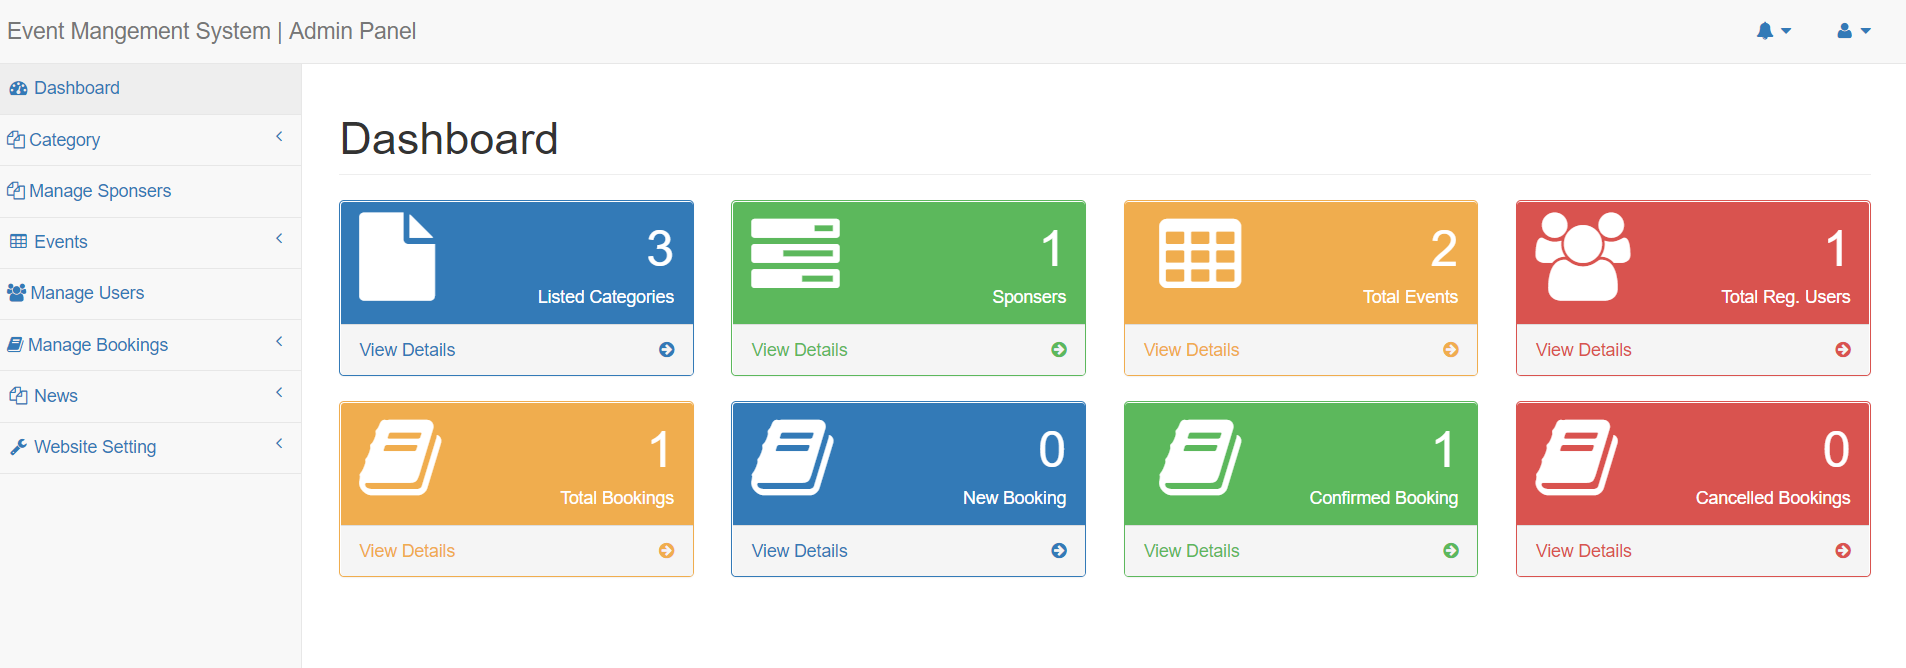 Event Mangement System | Admin Panel
Dashboard
Category
Manage Sponsers
Events
Manage Users
Manage Bookings
News
Website Setting
Dashboard
3
Listed Categories
View Details
1
Sponsers
View Details
2
Total Events
View Details
1
Total Reg. Users
View Details
1
Total Bookings
View Details
0
New Booking
View Details
1
Confirmed Booking
View Details
0
Cancelled Bookings
View Details